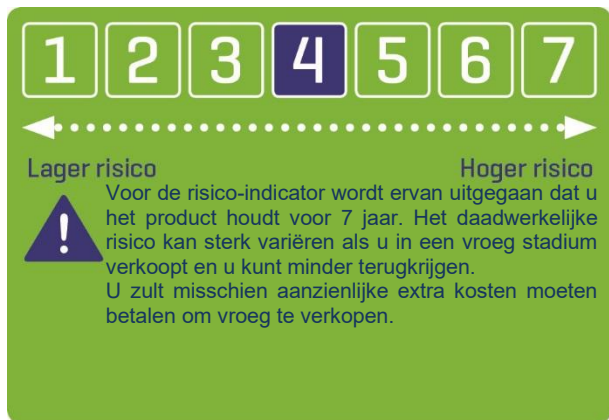 1 2 3 4 5 6 7
Lager risico Hoger risico
!
Voor de risico-indicator wordt ervan uitgegaan dat u
het product houdt voor 7 jaar. Het daadwerkelijke
risico kan sterk variëren als u in een vroeg stadium
verkoopt en u kunt minder terugkrijgen.
U zult misschien aanzienlijke extra kosten moeten
betalen om vroeg te verkopen.